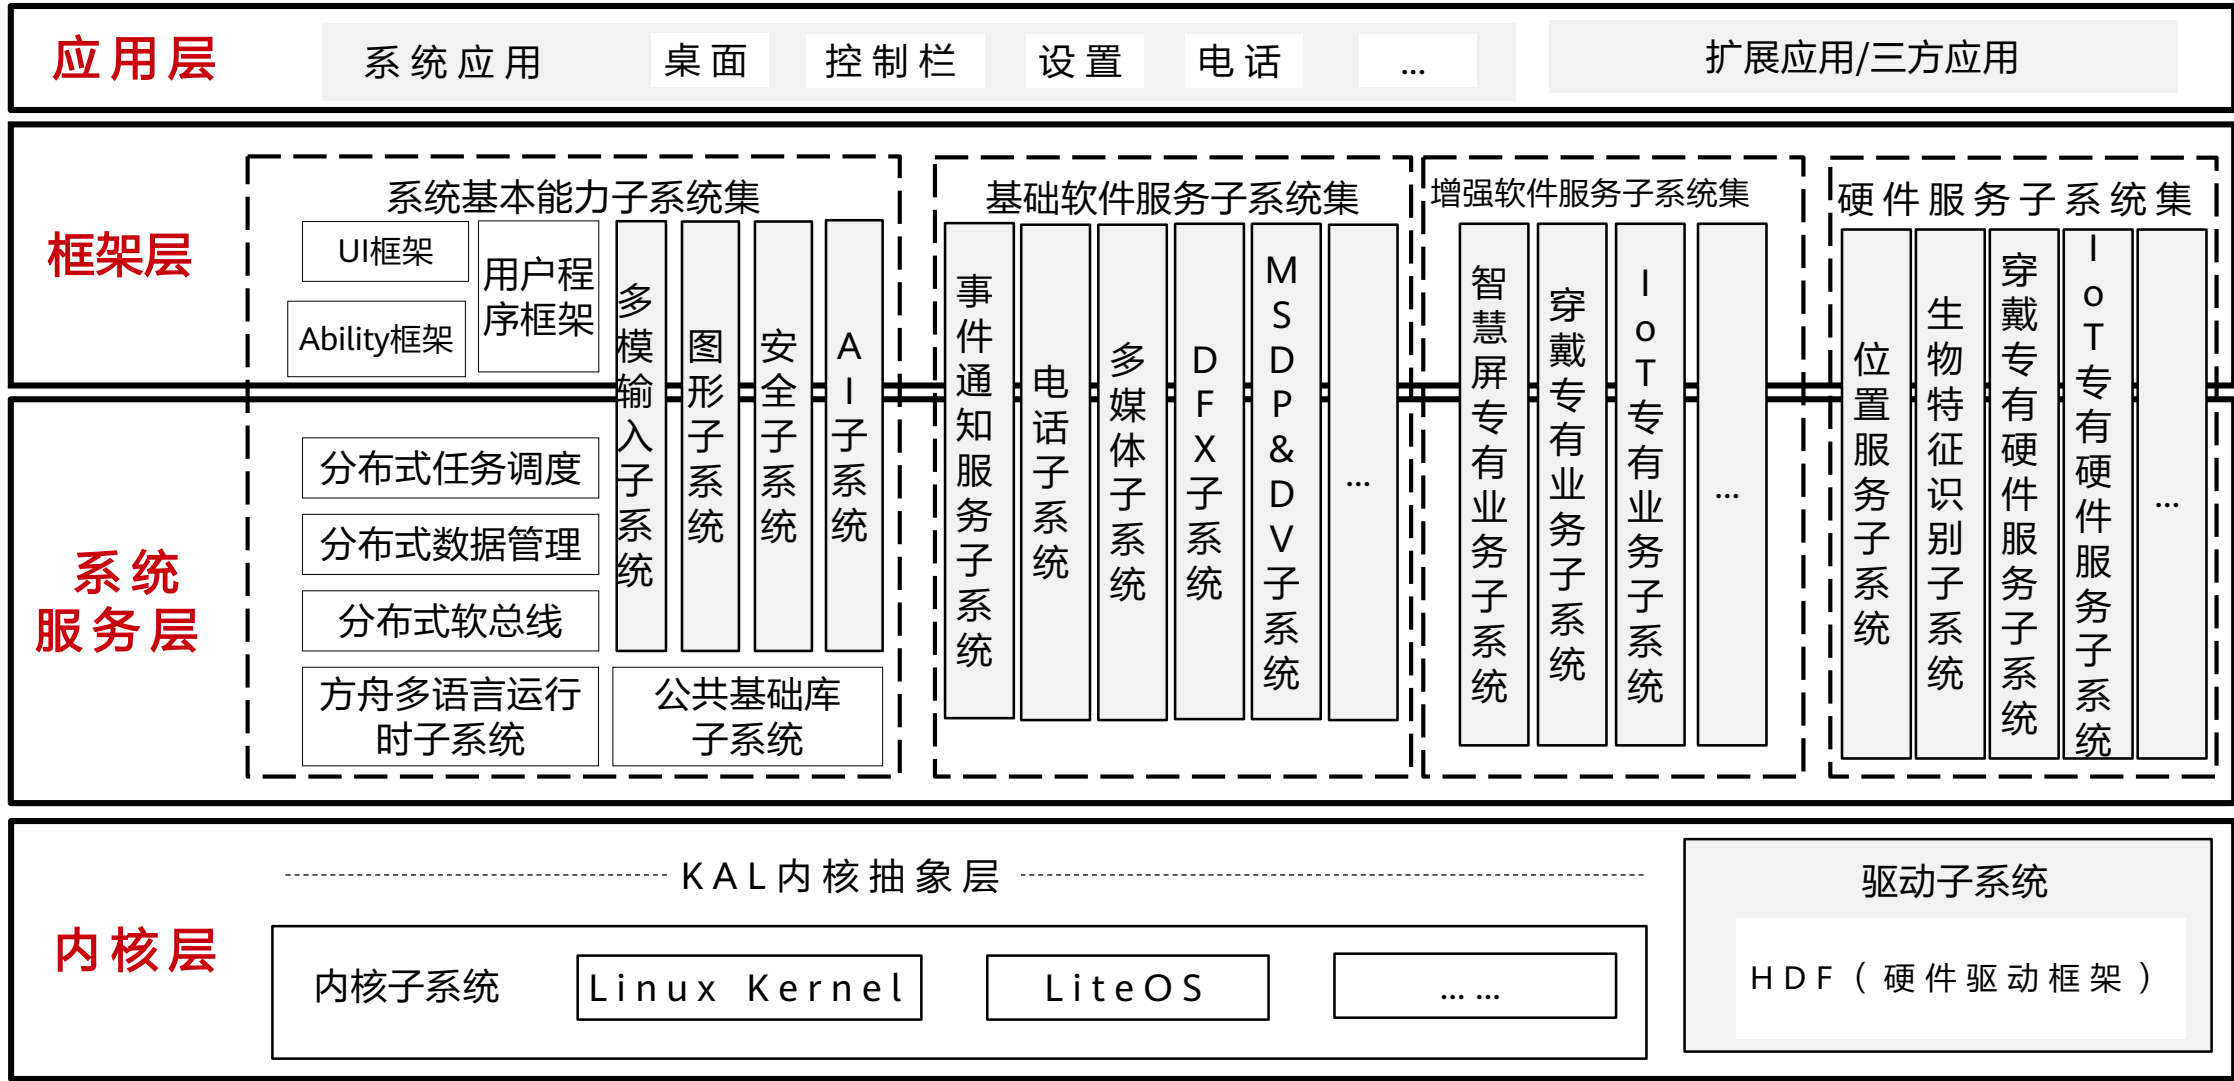 应用层
系统应用
桌面
控制栏
设置
电话
...
扩展应用/三方应用
框架层
系统基本能力子系统集
UI框架
Ability框架
用户程
序框架
多模输入子系统
图形子系统
安全子系统
AI子系统
基础软件服务子系统集
事件通知服务子系统
电话子系统
多媒体子系统
DFX子系统
MSDP&DV子系统
...
增强软件服务子系统集
智慧屏专有业务子系统
穿戴专有业务子系统
IoT专有业务子系统
...
硬件服务子系统集
位置服务子系统
生物特征识别子系统
穿戴专有硬件服务子系统
IoT专有硬件服务子系统
...
系统
服务层
分布式任务调度
分布式数据管理
分布式软总线
方舟多语言运行
时子系统
公共基础库
子系统
内核层
KAL内核抽象层
内核子系统
Linux Kernel
LiteOS
... ...
驱动子系统
HDF（硬件驱动框架）